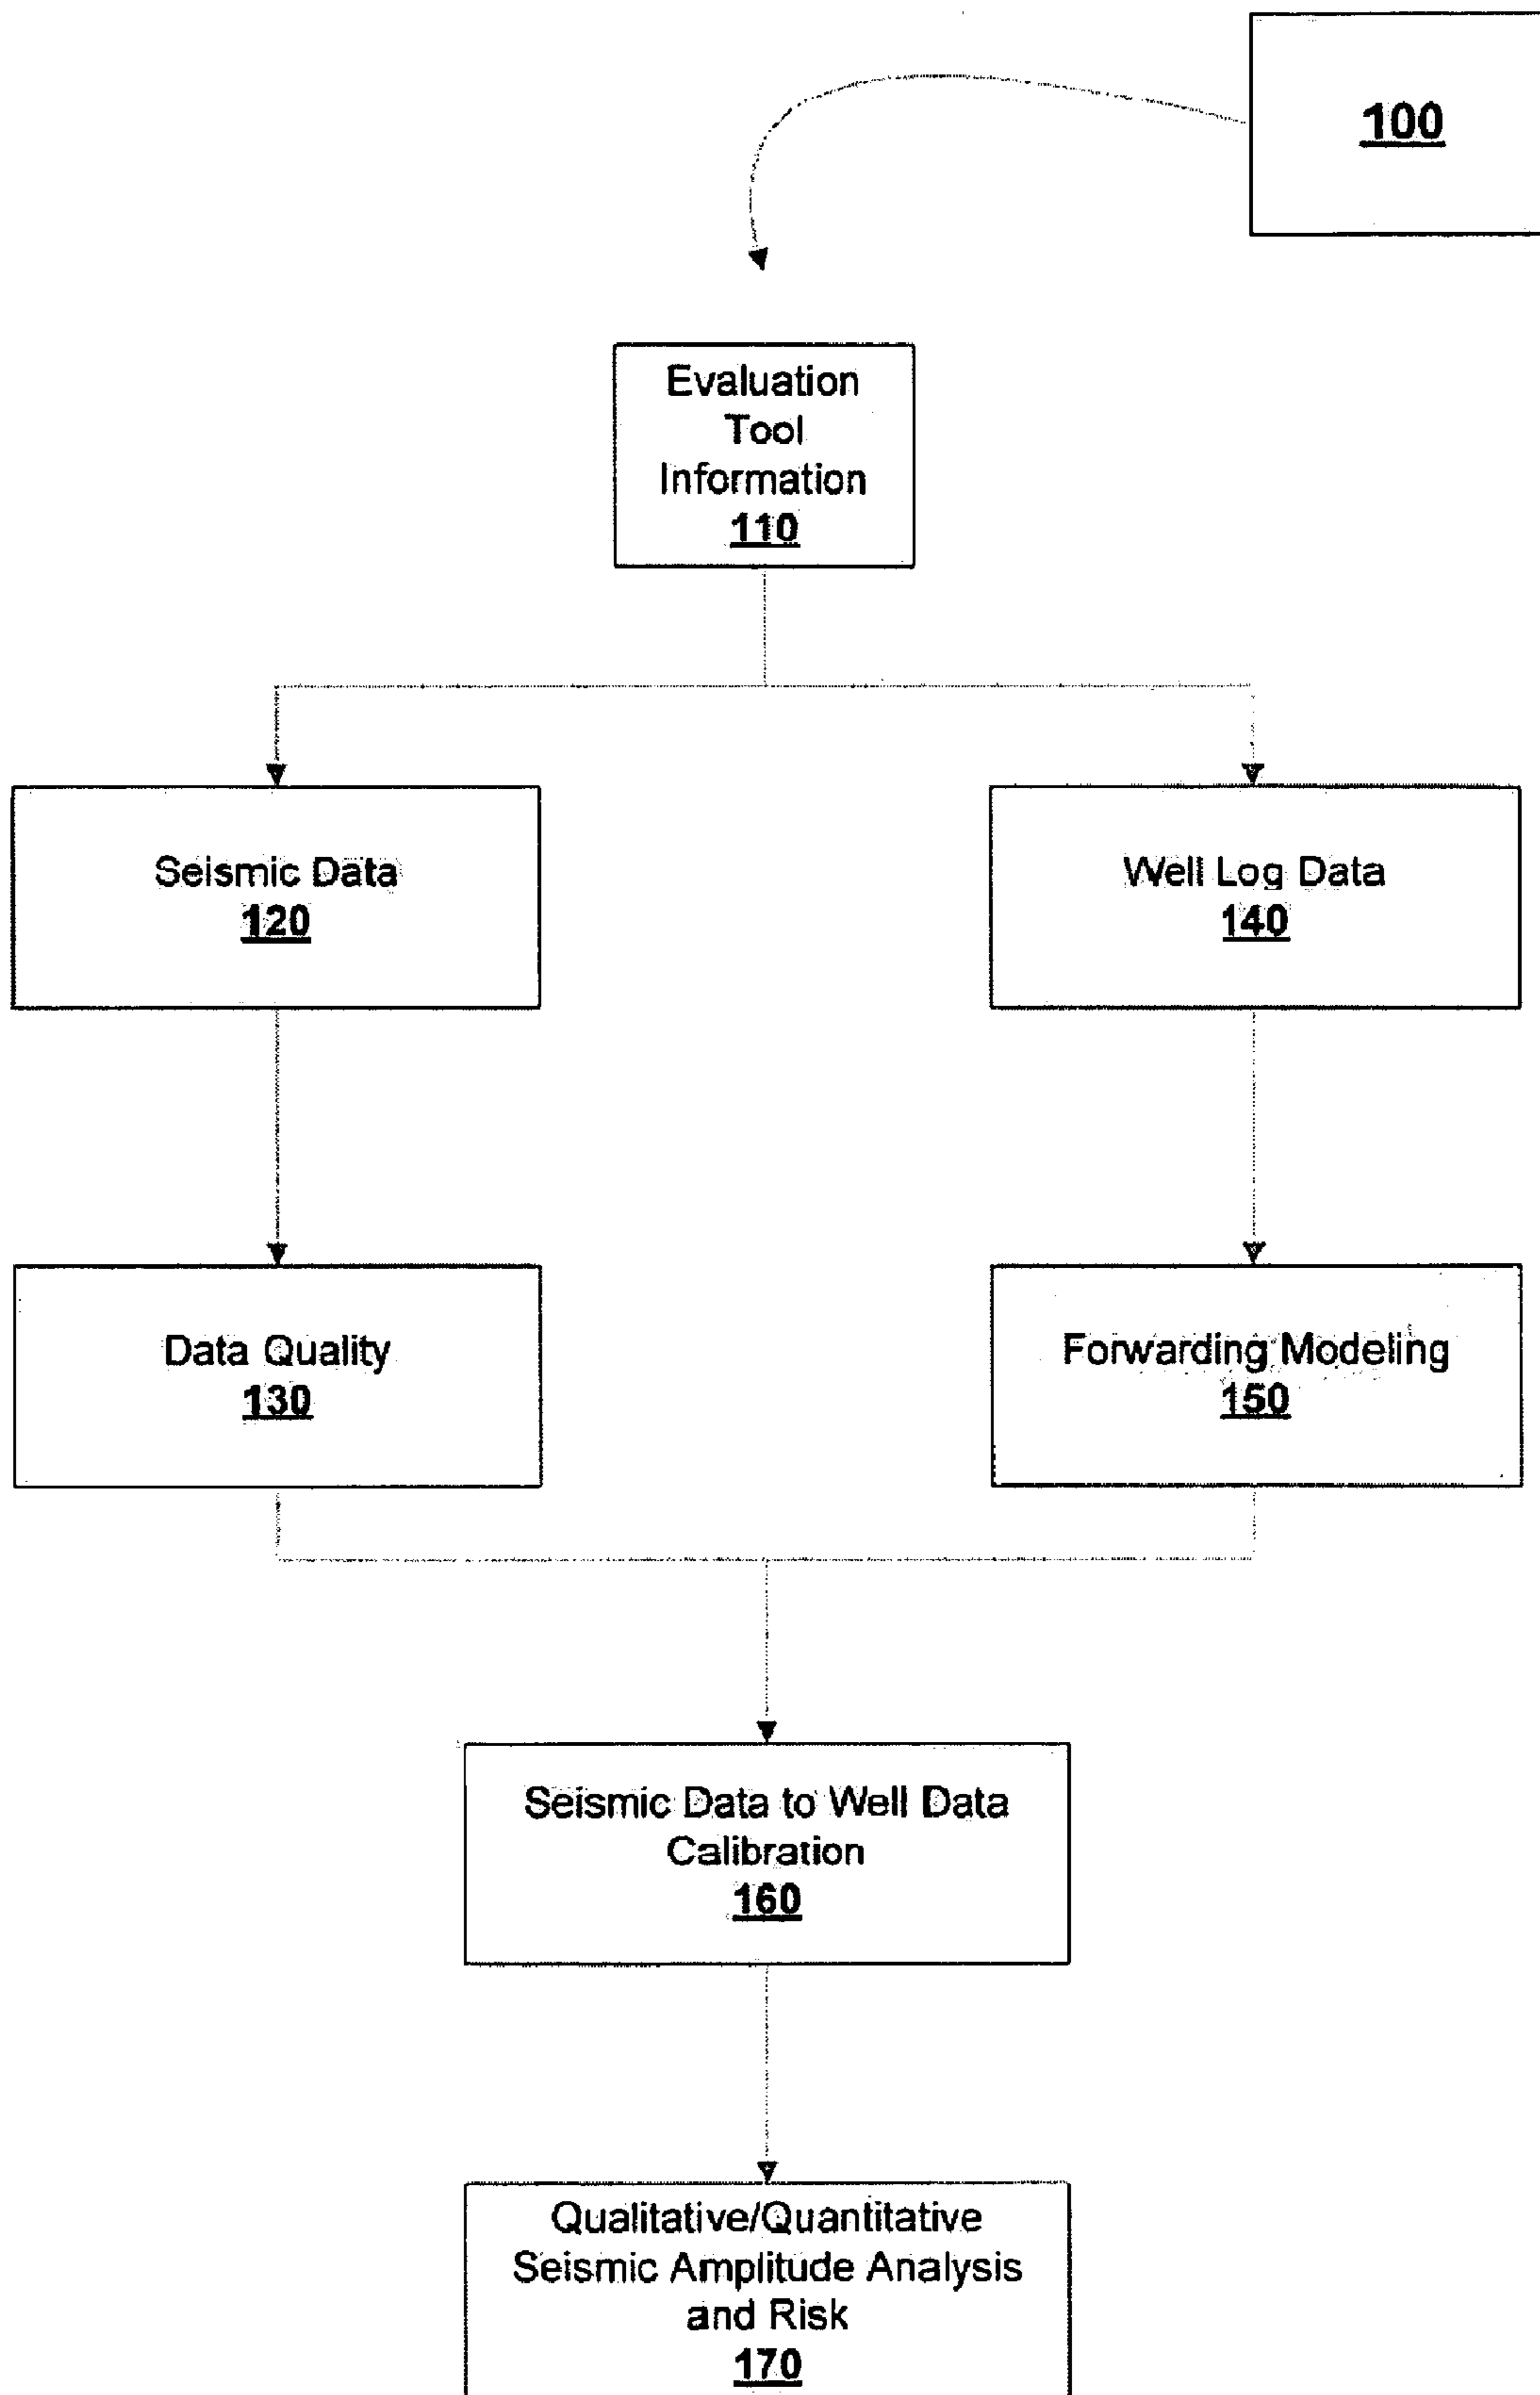 100
Evaluation
Tool
Information
110
Seismic Data
120
Well Log Data
140
Data Quality
130
Forwarding Modeling
150
Seismic Data to Well Data
Calibration
160
Qualitative/Quantitative
Seismic Amplitude Analysis
and Risk
170